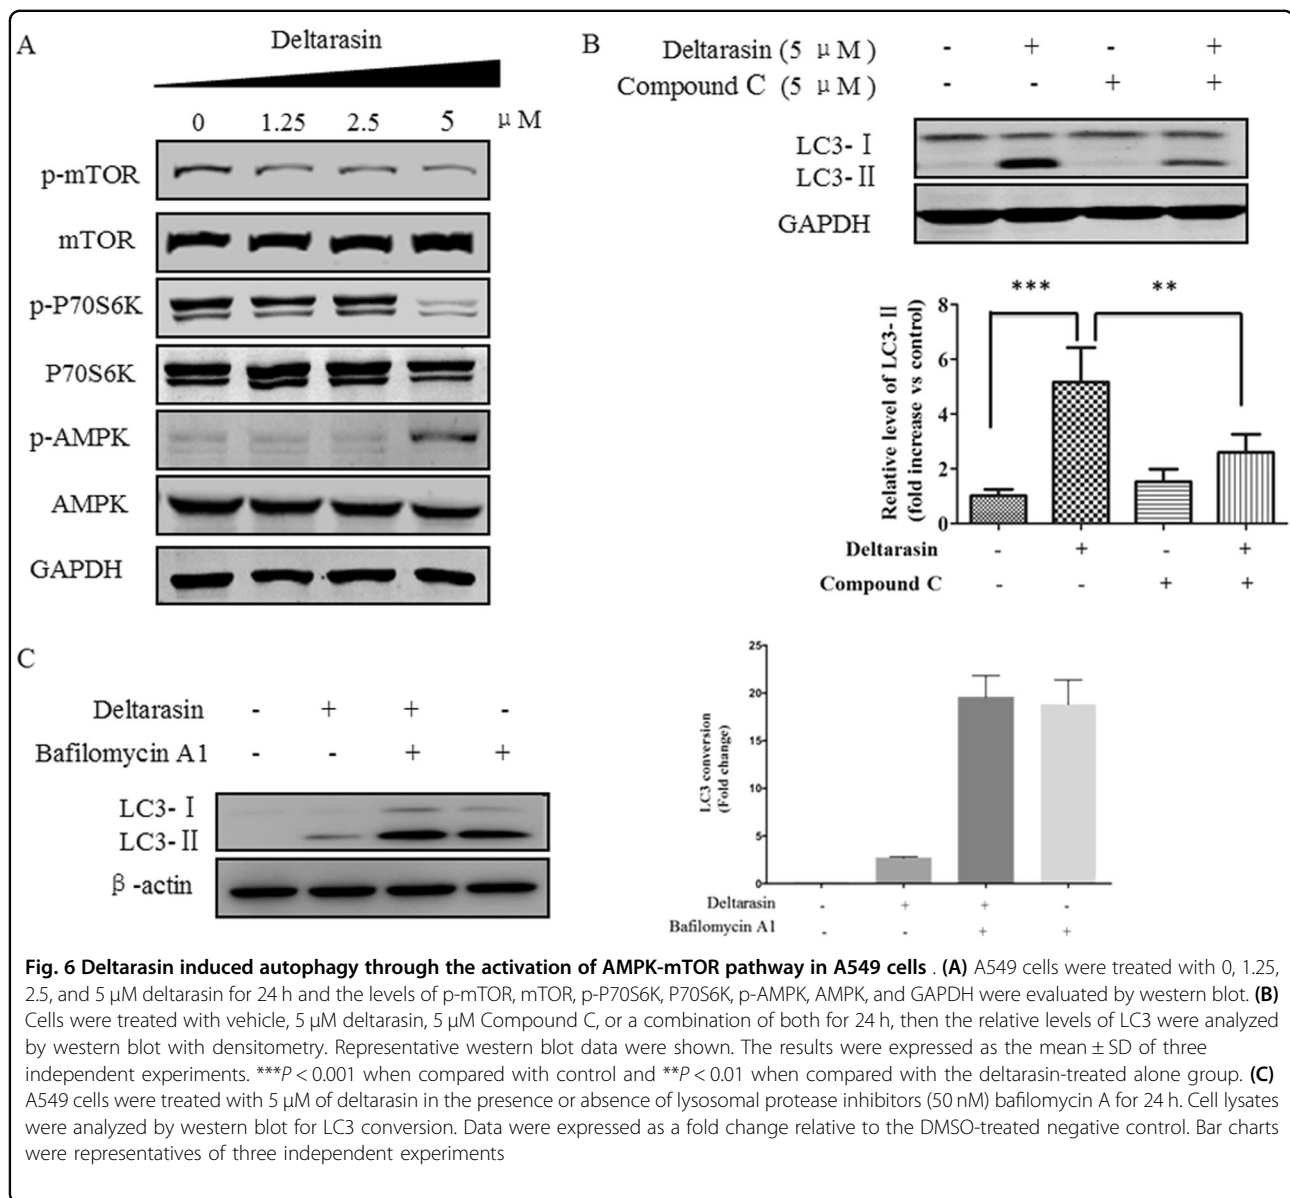 A
Deltarasin
0 1.25 2.5 5 μM
p-mTOR
mTOR
p-P70S6K
P70S6K
p-AMPK
AMPK
GAPDH
B
Deltarasin (5 μM) - + - +
Compound C (5 μM) - - + +
LC3-Ⅰ
LC3-Ⅱ
GAPDH
*** **
Relative level of LC3-Ⅱ
(fold increase vs control)
8
6
4
2
0
Deltarasin - + - +
Compound C - - + +
C
Deltarasin - + + -
Bafilomycin A1 - - + +
LC3-Ⅰ
LC3-Ⅱ
β-actin
LC3 conversion
(Fold change)
25
20
15
10
5
0
Deltarasin - + + -
Bafilomycin A1 - - + +
Fig. 6 Deltarasin induced autophagy through the activation of AMPK-mTOR pathway in A549 cells . (A) A549 cells were treated with 0, 1.25,
2.5, and 5 μM deltarasin for 24 h and the levels of p-mTOR, mTOR, p-P70S6K, P70S6K, p-AMPK, AMPK, and GAPDH were evaluated by western blot. (B)
Cells were treated with vehicle, 5 μM deltarasin, 5 μM Compound C, or a combination of both for 24 h, then the relative levels of LC3 were analyzed
by western blot with densitometry. Representative western blot data were shown. The results were expressed as the mean ± SD of three
independent experiments. ***P < 0.001 when compared with control and **P < 0.01 when compared with the deltarasin-treated alone group. (C)
A549 cells were treated with 5 μM of deltarasin in the presence or absence of lysosomal protease inhibitors (50 nM) bafilomycin A for 24 h. Cell lysates
were analyzed by western blot for LC3 conversion. Data were expressed as a fold change relative to the DMSO-treated negative control. Bar charts
were representatives of three independent experiments